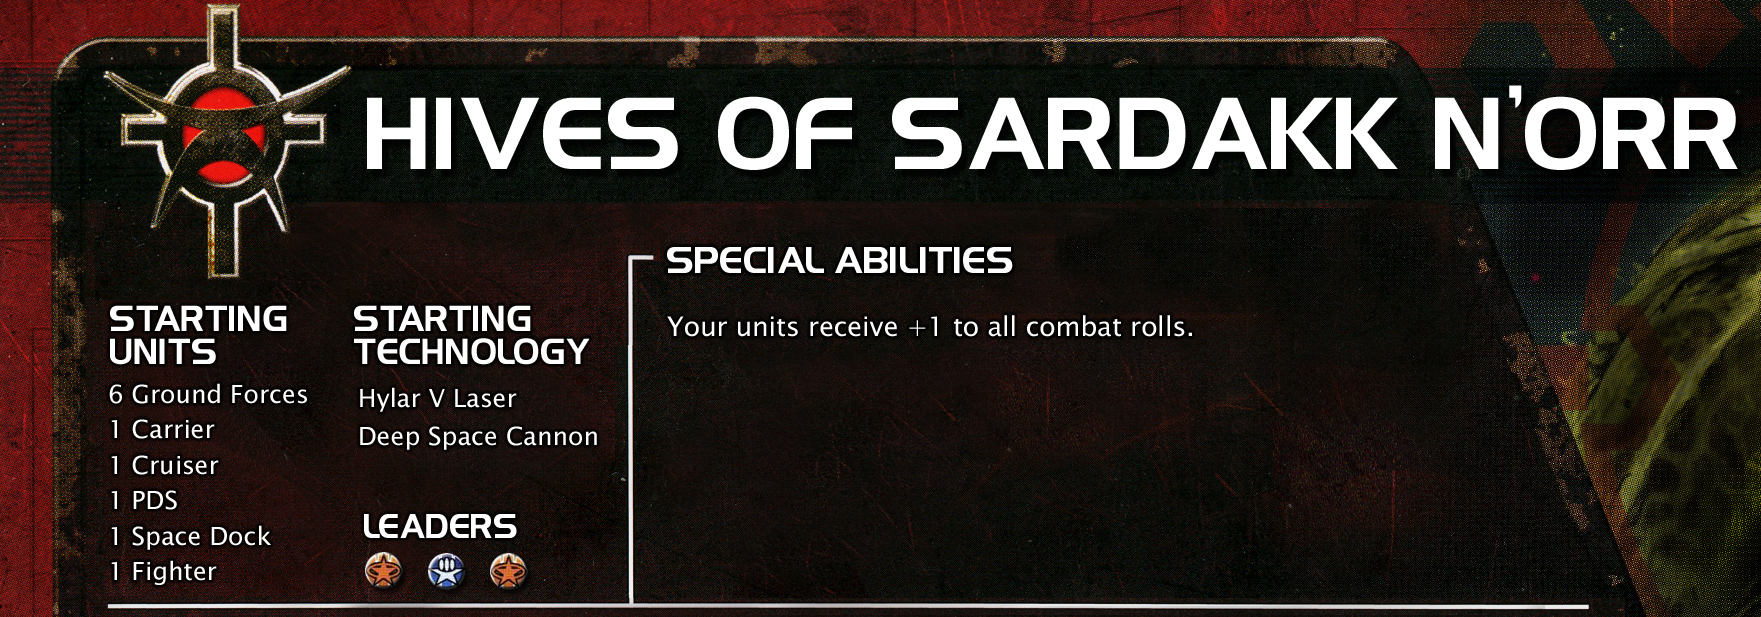 HIVES OF SARDAKK N'ORR
STARTING
UNITS
6 Ground Forces
1 Carrier
1 Cruiser
1 PDS
1 Space Dock
1 Fighter
STARTING
TECHNOLOGY
Hylar V Laser
Deep Space Cannon
LEADERS
SPECIAL ABILITIES
Your units receive +1 to all combat rolls.